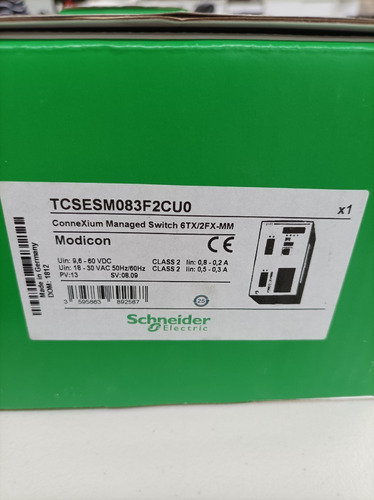 TCSESM083F2CU0
x1
ConneXium Managed Switch 6TX/2FX-MM
Modicon
CE
Uin: 9,6 - 60 VDC CLASS 2 Iin: 0,8 - 0,2 A
Uin: 18 - 30 VAC 50Hz/60Hz CLASS 2 Iin: 0,5 - 0,3 A
PV:13 SV:08.09
Made in Germany
DOM: 1812
3 595863 892567
25
Schneider
Electric